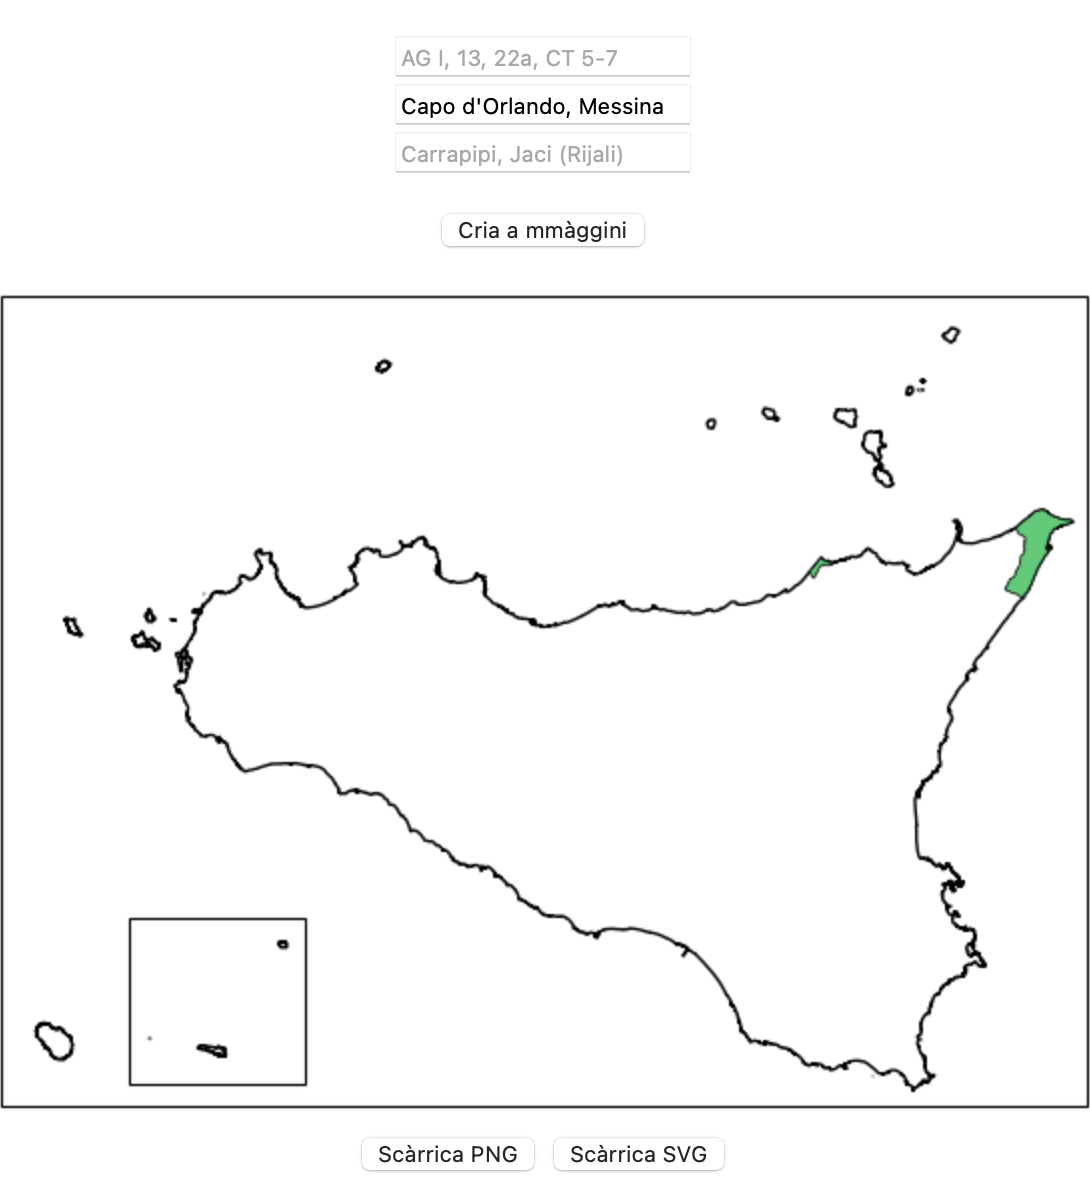 AG I, 13, 22a, CT 5-7
Capo d'Orlando, Messina
Carrapipi, Jaci (Rijali)
Cria a mmàggini
Scàrrica PNG
Scàrrica SVG